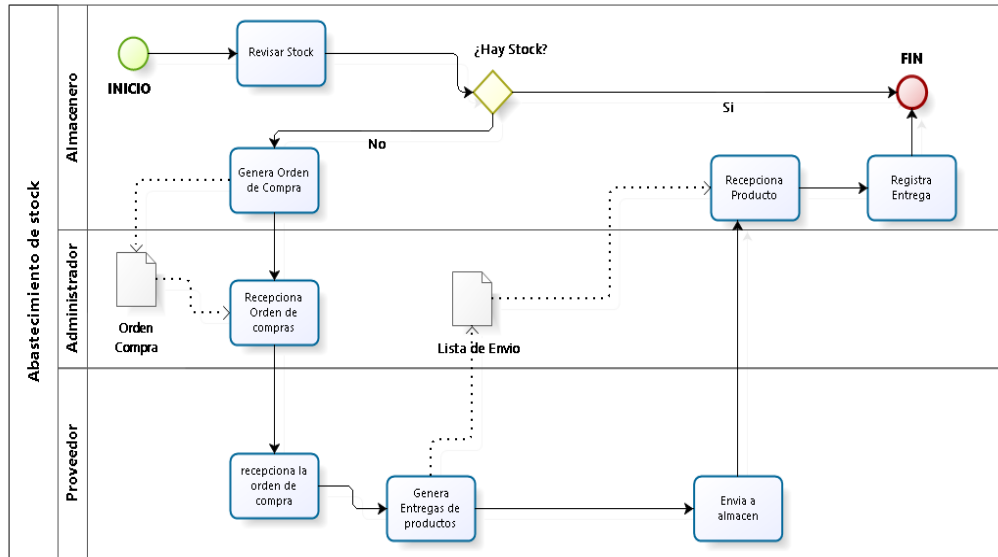 Abastecimiento de stock
Almacenero
INICIO
Revisar Stock
¿Hay Stock?
Si
FIN
No
Genera Orden
de Compra
Recepciona
Producto
Registra
Entrega
Administrador
Orden
Compra
Recepciona
Orden de
compras
Lista de Envio
Proveedor
recepciona la
orden de
compra
Genera
Entregas de
productos
Envia a
almacen